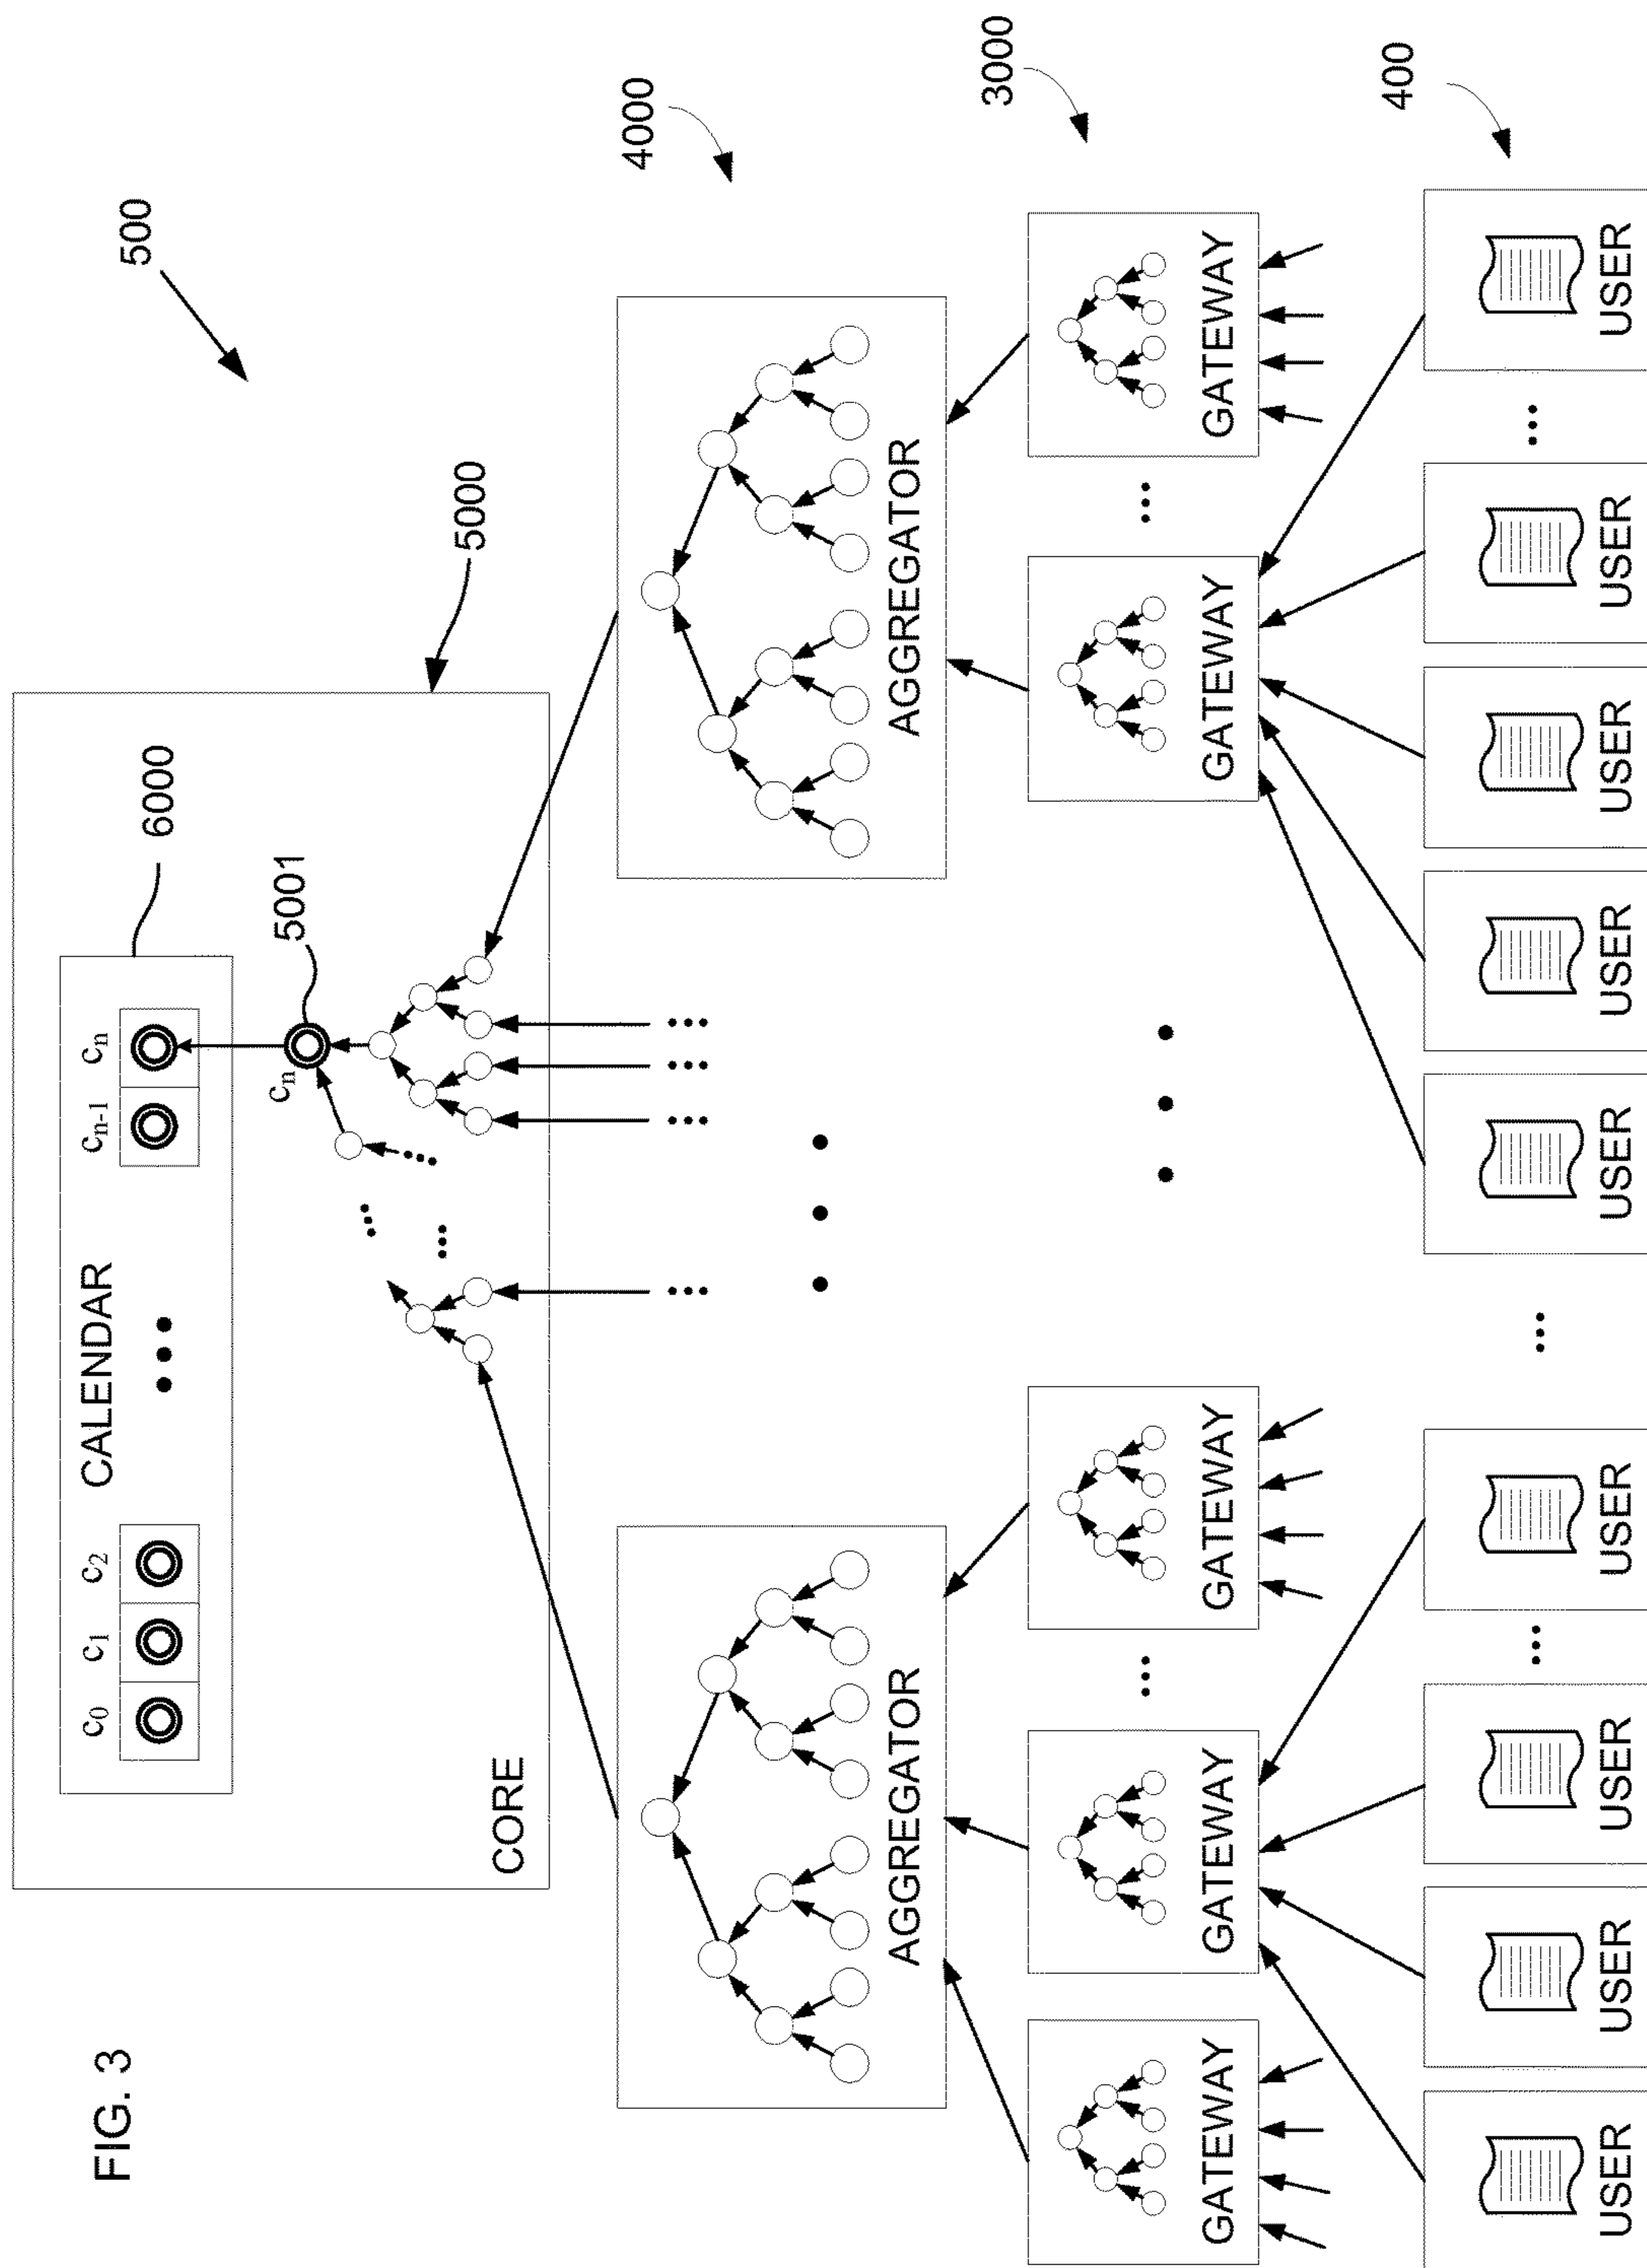 FIG. 3
c0 c1 c2 CALENDAR ••• cn-1 cn
500
6000
cn 5001
5000
CORE
4000
AGGREGATOR AGGREGATOR
3000
GATEWAY GATEWAY GATEWAY GATEWAY GATEWAY
400
USER USER USER USER USER USER USER USER USER